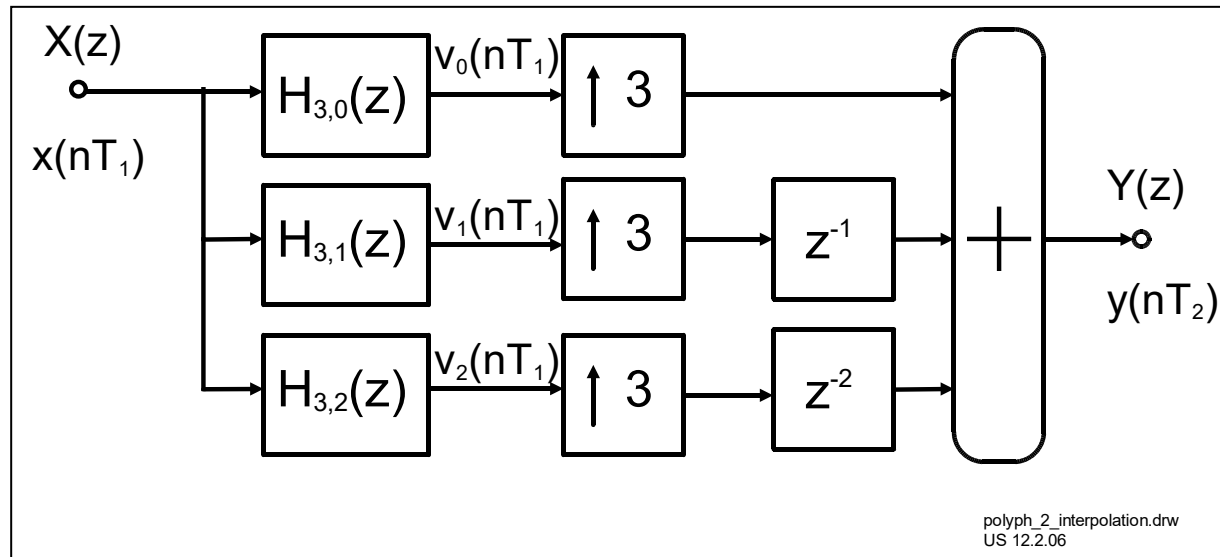 X(z)
x(nT₁)
H₃,₀(z)
v₀(nT₁)
↑ 3
H₃,₁(z)
v₁(nT₁)
↑ 3
z⁻¹
H₃,₂(z)
v₂(nT₁)
↑ 3
z⁻²
+
Y(z)
y(nT₂)
polyph_2_interpolation.drw
US 12.2.06